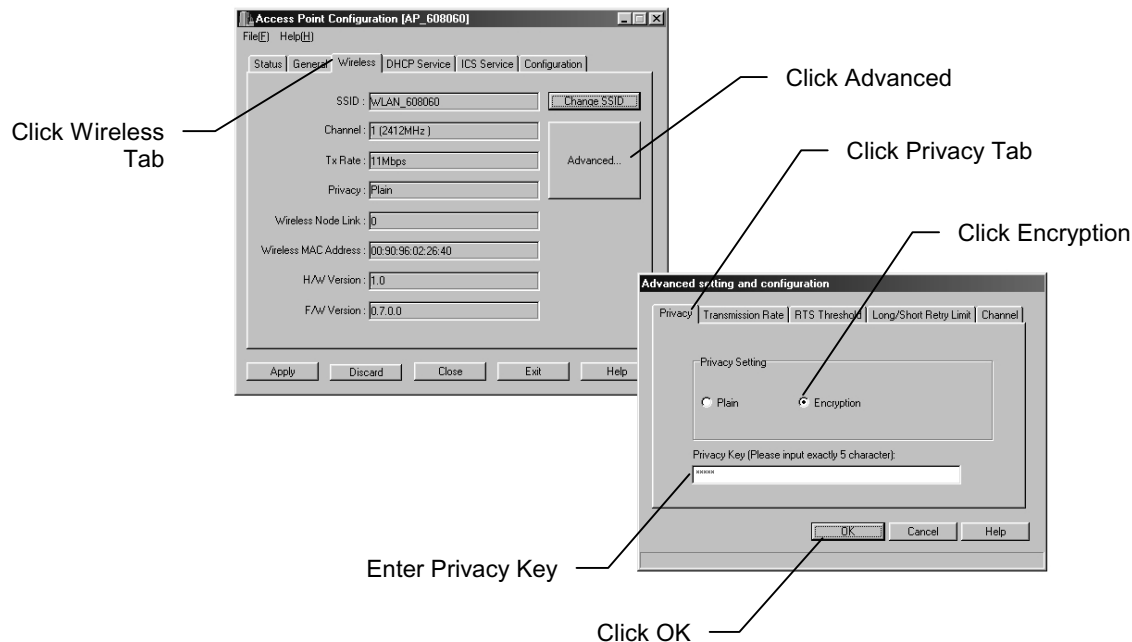 Access Point Configuration [AP_608060]
File(F) Help(H)
Status General Wireless DHCP Service ICS Service Configuration
SSID : WLAN_608060 Change SSID
Channel : 1 (2412MHz )
Tx Rate : 11Mbps Advanced...
Privacy : Plain
Wireless Node Link : 0
Wireless MAC Address : 00:90:96:02:26:40
H/W Version : 1.0
F/W Version : 0.7.0.0
Apply Discard Close Exit Help
Click Wireless
Tab
Click Advanced
Click Privacy Tab
Click Encryption
Advanced setting and configuration
Privacy Transmission Rate RTS Threshold Long/Short Retry Limit Channel
Privacy Setting
Plain Encryption
Privacy Key (Please input exactly 5 character):
*****
OK Cancel Help
Enter Privacy Key
Click OK